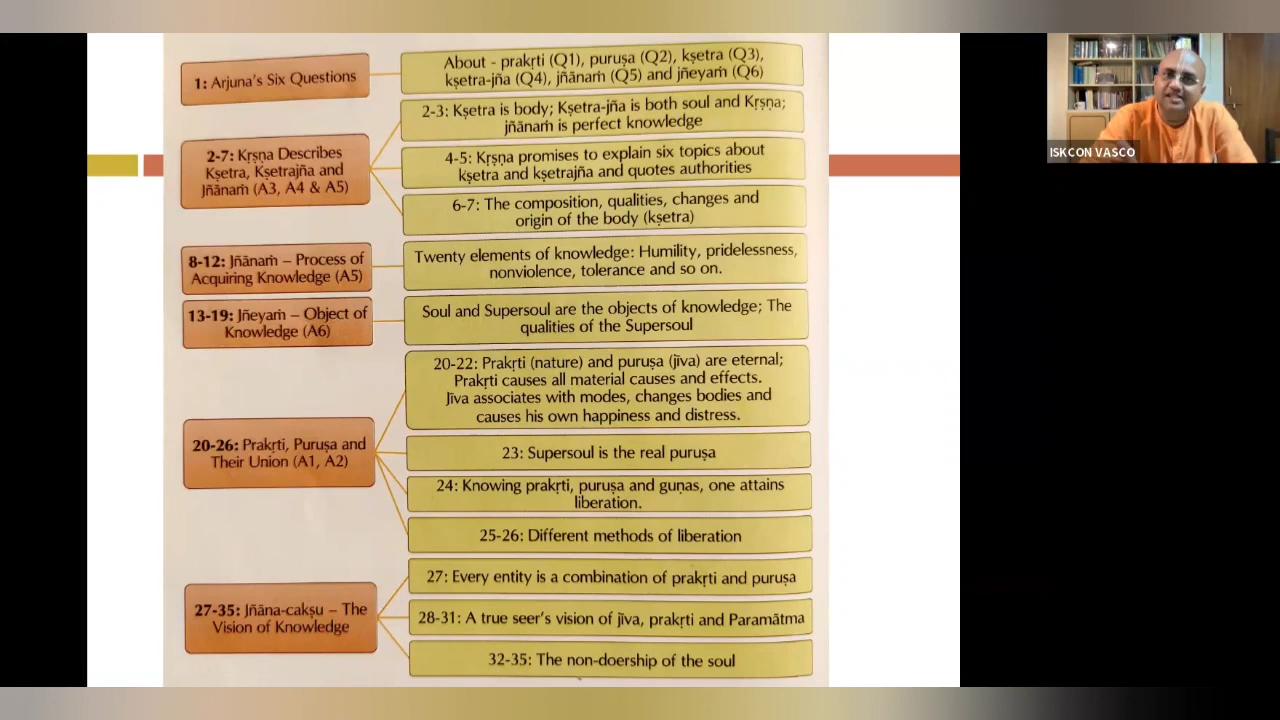 1: Arjuna's Six Questions
About - prakṛti (Q1), puruṣa (Q2), kṣetra (Q3),
kṣetra-jña (Q4), jñānaṁ (Q5) and jñeyaṁ (Q6)
2-7: Kṛṣṇa Describes
Kṣetra, Kṣetrajña and
Jñānaṁ (A3, A4 & A5)
2-3: Kṣetra is body; Kṣetra-jña is both soul and Kṛṣṇa;
jñānaṁ is perfect knowledge
4-5: Kṛṣṇa promises to explain six topics about
kṣetra and kṣetrajña and quotes authorities
6-7: The composition, qualities, changes and
origin of the body (kṣetra)
8-12: Jñānaṁ – Process of
Acquiring Knowledge (A5)
Twenty elements of knowledge: Humility, pridelessness,
nonviolence, tolerance and so on.
13-19: Jñeyaṁ – Object of
Knowledge (A6)
Soul and Supersoul are the objects of knowledge; The
qualities of the Supersoul
20-26: Prakṛti, Puruṣa and
Their Union (A1, A2)
20-22: Prakṛti (nature) and puruṣa (jīva) are eternal;
Prakṛti causes all material causes and effects.
Jīva associates with modes, changes bodies and
causes his own happiness and distress.
23: Supersoul is the real puruṣa
24: Knowing prakṛti, puruṣa and guṇas, one attains
liberation.
25-26: Different methods of liberation
27-35: Jñāna-cakṣu – The
Vision of Knowledge
27: Every entity is a combination of prakṛti and puruṣa
28-31: A true seer's vision of jīva, prakṛti and Paramātma
32-35: The non-doership of the soul
ISKCON VASCO